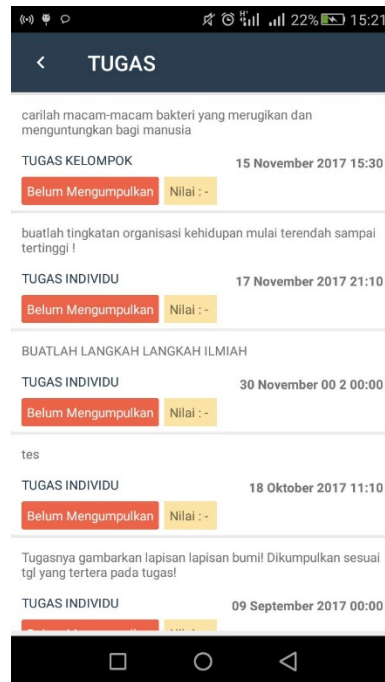 22% 15:21
TUGAS
carilah macam-macam bakteri yang merugikan dan
menguntungkan bagi manusia
TUGAS KELOMPOK 15 November 2017 15:30
Belum Mengumpulkan Nilai : -
buatlah tingkatan organisasi kehidupan mulai terendah sampai
tertinggi !
TUGAS INDIVIDU 17 November 2017 21:10
Belum Mengumpulkan Nilai : -
BUATLAH LANGKAH LANGKAH ILMIAH
TUGAS INDIVIDU 30 November 00 2 00:00
Belum Mengumpulkan Nilai : -
tes
TUGAS INDIVIDU 18 Oktober 2017 11:10
Belum Mengumpulkan Nilai : -
Tugasnya gambarkan lapisan lapisan bumi! Dikumpulkan sesuai
tgl yang tertera pada tugas!
TUGAS INDIVIDU 09 September 2017 00:00